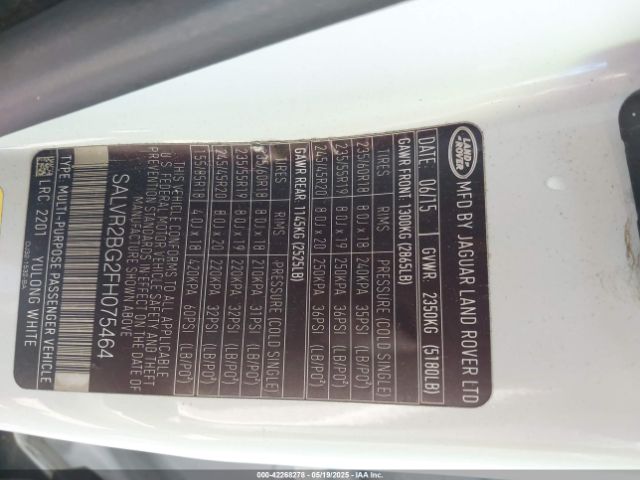 LAND
ROVER
MFD BY JAGUAR LAND ROVER LTD
DATE: 06/15 GVWR: 2350KG (5180LB)
GAWR FRONT: 1300KG (2865LB)
TIRES RIMS PRESSURE (COLD SINGLE)
235/60R18 8.0J x 18 240KPA 35PSI (LB/PO²)
235/55R19 8.0J x 19 250KPA 36PSI (LB/PO²)
245/45R20 8.0J x 20 250KPA 36PSI (LB/PO²)
GAWR REAR: 1145KG (2525LB)
TIRES RIMS PRESSURE (COLD SINGLE)
235/60R18 8.0J x 18 210KPA 31PSI (LB/PO²)
235/55R19 8.0J x 19 220KPA 32PSI (LB/PO²)
245/45R20 8.0J x 20 220KPA 32PSI (LB/PO²)
155/85R18 4.0J x 18 420KPA 60PSI (LB/PO²)
THIS VEHICLE CONFORMS TO ALL APPLICABLE
U.S. FEDERAL MOTOR VEHICLE SAFETY AND THEFT
PREVENTION STANDARDS IN EFFECT ON THE DATE OF
MANUFACTURE SHOWN ABOVE.
SALVR2BG2FH075464
TYPE: MULTI-PURPOSE PASSENGER VEHICLE
LRC 2201 YULONG WHITE
© IAA - 42268278 - 05/19/2025 - PARTNERS USE ONLY